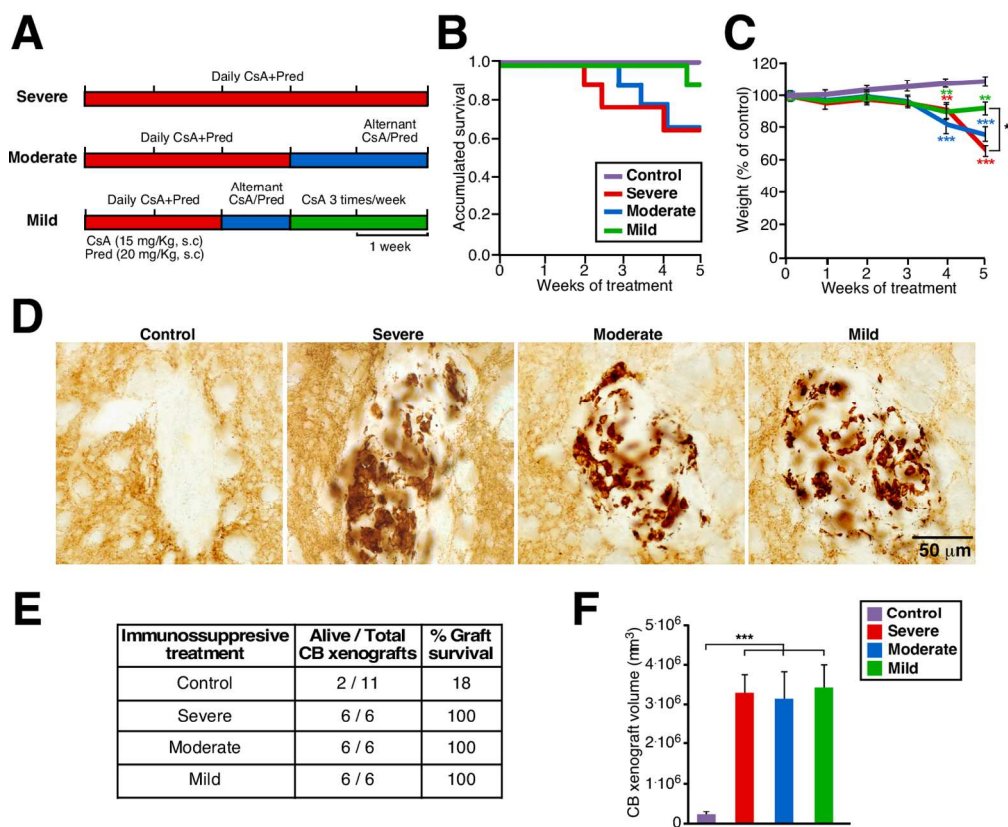 A
Daily CsA+Pred
Severe
Daily CsA+Pred
Alternant
CsA/Pred
Moderate
Daily CsA+Pred
Alternant
CsA/Pred
CsA 3 times/week
Mild
CsA (15 mg/Kg, s.c)
Pred (20 mg/Kg, s.c)
1 week
B
Accumulated survival
1.0
0.8
0.6
0.4
0.2
0.0
Control
Severe
Moderate
Mild
0 1 2 3 4 5
Weeks of treatment
C
Weight (% of control)
120
100
80
60
40
20
0
**
**
***
**
***
***
*
0 1 2 3 4 5
Weeks of treatment
D
Control
Severe
Moderate
Mild
50 µm
E
Immunossuppresive treatment | Alive / Total CB xenografts | % Graft survival
Control 2 / 11 18
Severe 6 / 6 100
Moderate 6 / 6 100
Mild 6 / 6 100
F
Control
Severe
Moderate
Mild
CB xenograft volume (mm³)
5·10⁶
4·10⁶
3·10⁶
2·10⁶
1·10⁶
0
***